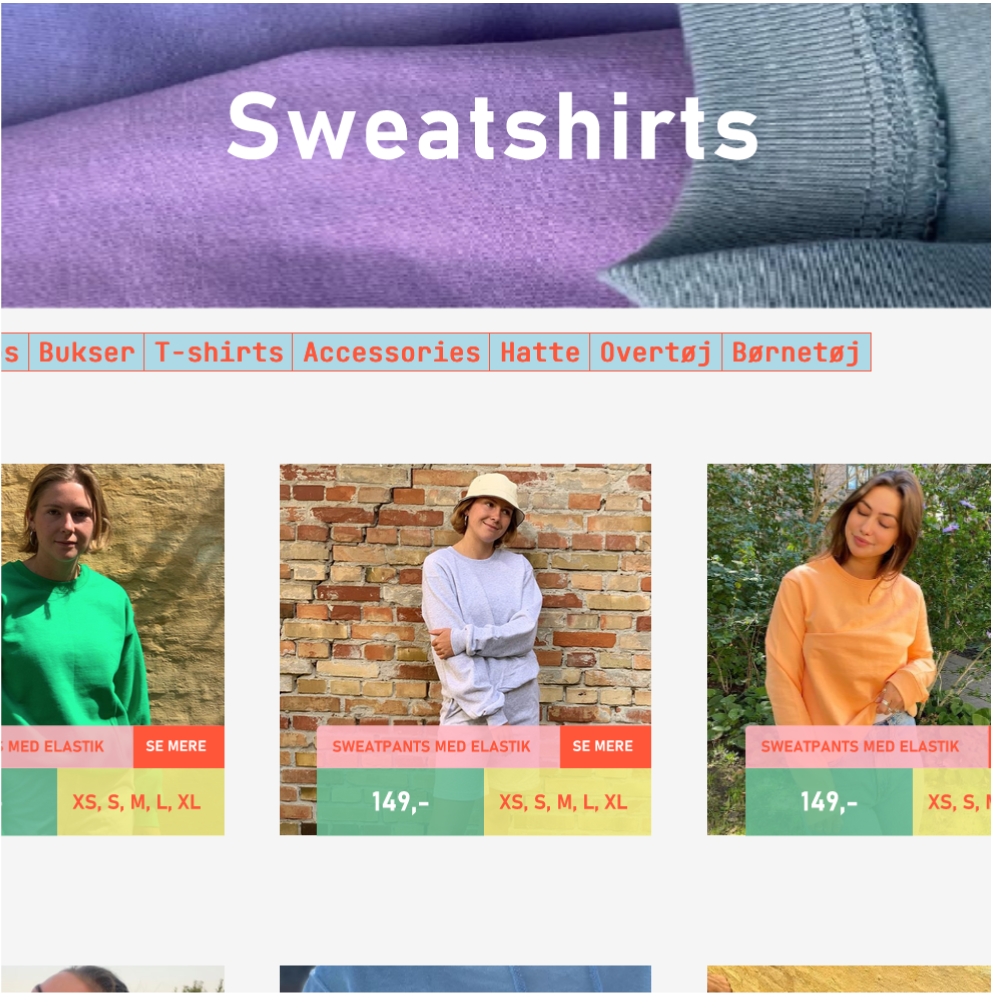 Sweatshirts
s Bukser T-shirts Accessories Hatte Overtøj Børnetøj
S MED ELASTIK SE MERE
XS, S, M, L, XL
SWEATPANTS MED ELASTIK SE MERE
149,- XS, S, M, L, XL
SWEATPANTS MED ELASTIK
149,- XS, S,